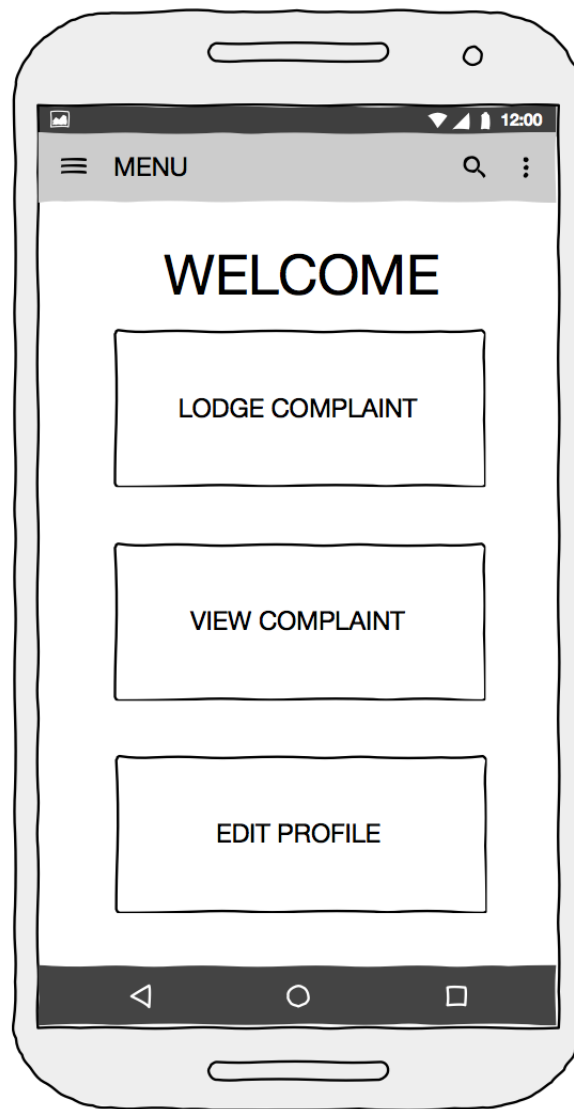 12:00
MENU
WELCOME
LODGE COMPLAINT
VIEW COMPLAINT
EDIT PROFILE